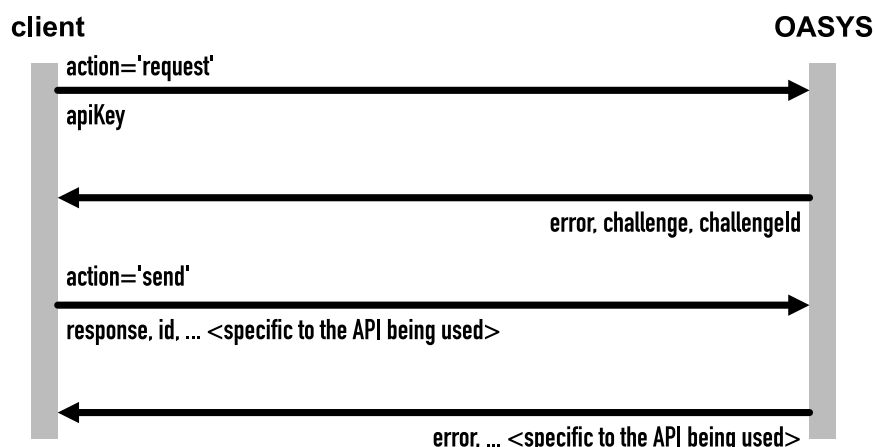 client OASYS
action='request'
apiKey
error, challenge, challengeId
action='send'
response, id, ... <specific to the API being used>
error, ... <specific to the API being used>